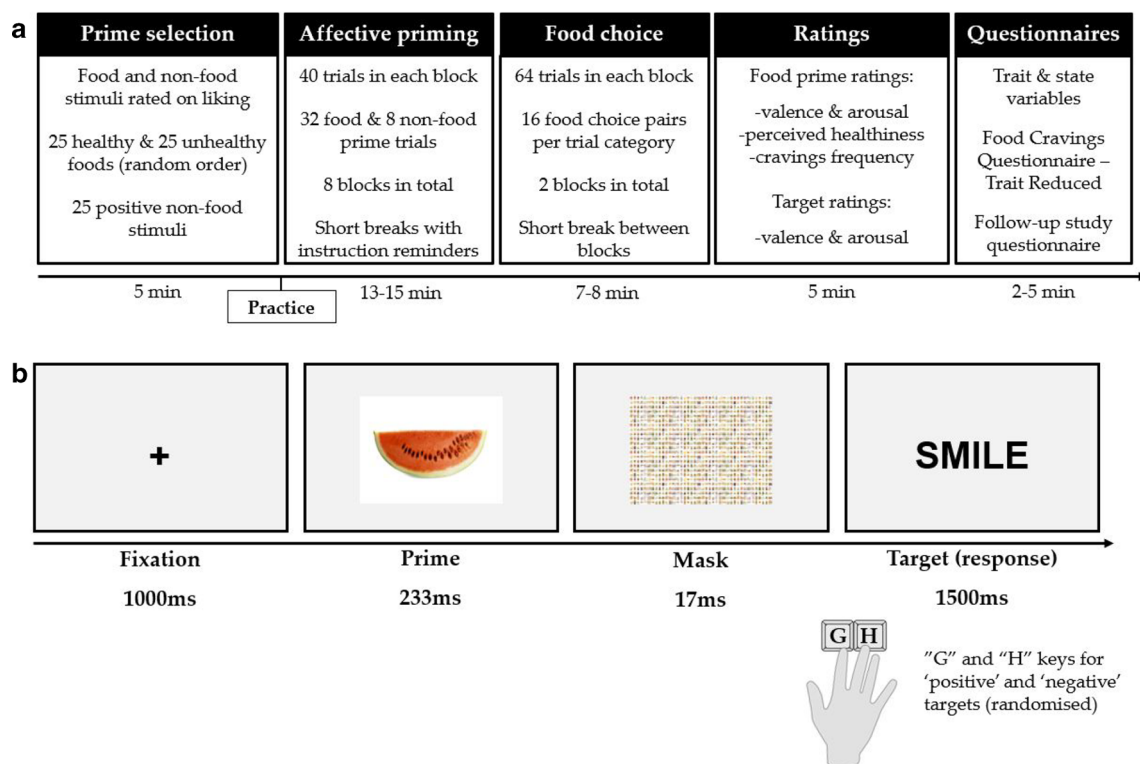 a
Prime selection
Food and non-food
stimuli rated on liking
25 healthy & 25 unhealthy
foods (random order)
25 positive non-food
stimuli
Affective priming
40 trials in each block
32 food & 8 non-food
prime trials
8 blocks in total
Short breaks with
instruction reminders
Food choice
64 trials in each block
16 food choice pairs
per trial category
2 blocks in total
Short break between
blocks
Ratings
Food prime ratings:
-valence & arousal
-perceived healthiness
-cravings frequency
Target ratings:
-valence & arousal
Questionnaires
Trait & state
variables
Food Cravings
Questionnaire –
Trait Reduced
Follow-up study
questionnaire
5 min
Practice
13-15 min
7-8 min
5 min
2-5 min
b
+
SMILE
Fixation
Prime
Mask
Target (response)
1000ms
233ms
17ms
1500ms
G H
”G” and “H” keys for
‘positive’ and ‘negative’
targets (randomised)